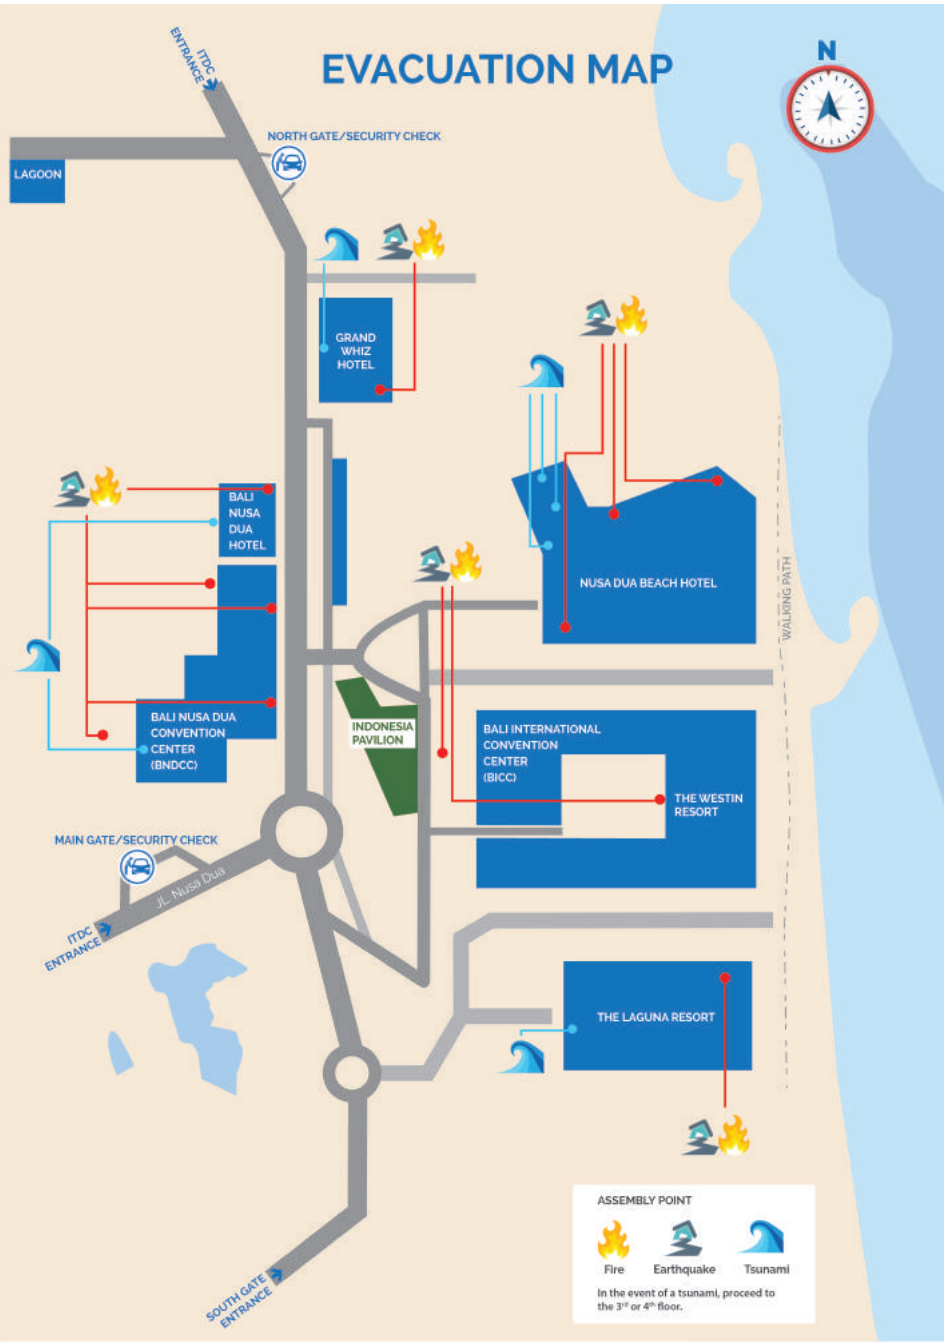 ITDC
ENTRANCE
EVACUATION MAP
N
NORTH GATE/SECURITY CHECK
LAGOON
GRAND
WHIZ
HOTEL
BALI
NUSA
DUA
HOTEL
NUSA DUA BEACH HOTEL
WALKING PATH
BALI NUSA DUA
CONVENTION
CENTER
(BNDCC)
INDONESIA
PAVILION
BALI INTERNATIONAL
CONVENTION
CENTER
(BICC)
THE WESTIN
RESORT
MAIN GATE/SECURITY CHECK
JL. Nusa Dua
ITDC
ENTRANCE
THE LAGUNA RESORT
SOUTH GATE
ENTRANCE
ASSEMBLY POINT
Fire
Earthquake
Tsunami
In the event of a tsunami, proceed to
the 3rd or 4th floor.